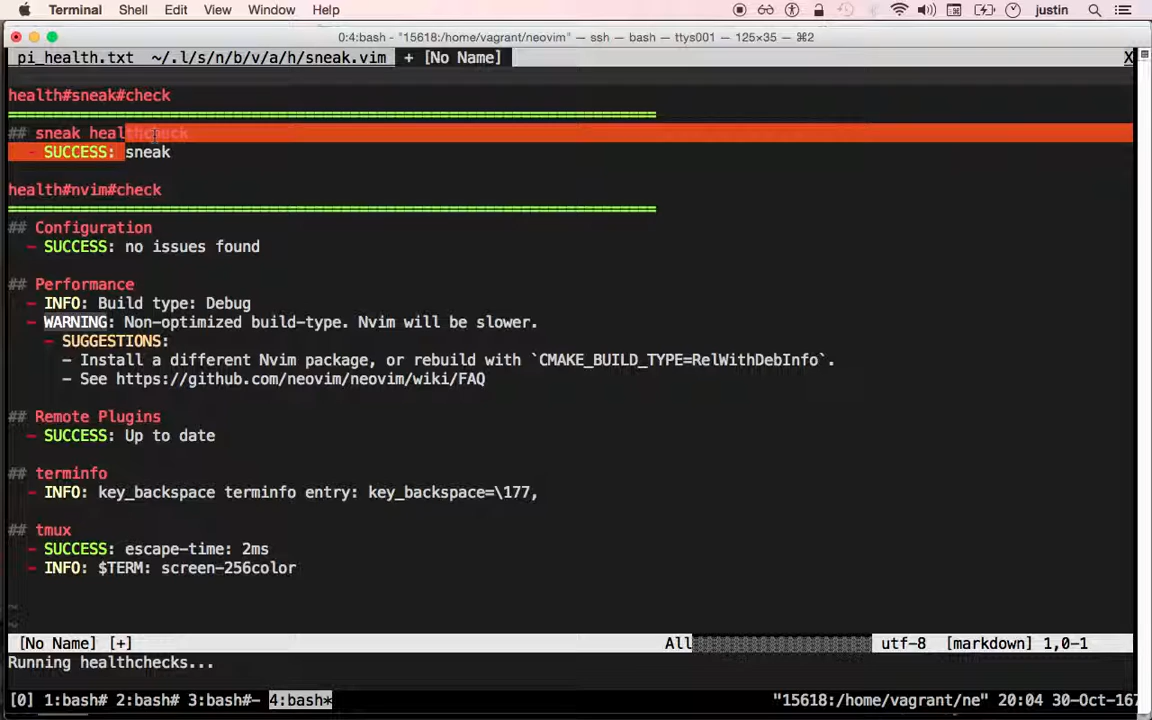 Terminal Shell Edit View Window Help justin
0:4:bash - "15618:/home/vagrant/neovim" — ssh — bash — ttys001 — 125×35 — ⌘2
pi_health.txt ~/.l/s/n/b/v/a/h/sneak.vim + [No Name] X
health#sneak#check
========================================================================
## sneak healthcheck
- SUCCESS: sneak
health#nvim#check
========================================================================
## Configuration
- SUCCESS: no issues found
## Performance
- INFO: Build type: Debug
- WARNING: Non-optimized build-type. Nvim will be slower.
- SUGGESTIONS:
- Install a different Nvim package, or rebuild with `CMAKE_BUILD_TYPE=RelWithDebInfo`.
- See https://github.com/neovim/neovim/wiki/FAQ
## Remote Plugins
- SUCCESS: Up to date
## terminfo
- INFO: key_backspace terminfo entry: key_backspace=\177,
## tmux
- SUCCESS: escape-time: 2ms
- INFO: $TERM: screen-256color
~
~
[No Name] [+] All utf-8 [markdown] 1,0-1
Running healthchecks...
[0] 1:bash# 2:bash# 3:bash#- 4:bash* "15618:/home/vagrant/ne" 20:04 30-Oct-167